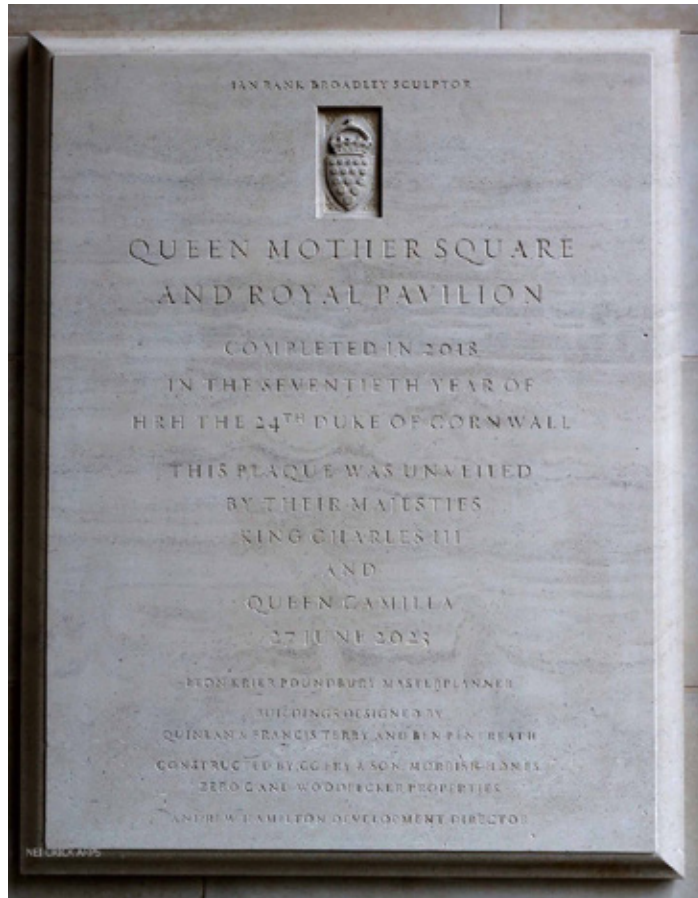 IAN RANK BROADLEY SCULPTOR
QUEEN MOTHER SQUARE
AND ROYAL PAVILION
COMPLETED IN 2018
IN THE SEVENTIETH YEAR OF
HRH THE 24TH DUKE OF CORNWALL
THIS PLAQUE WAS UNVEILED
BY THEIR MAJESTIES
KING CHARLES III
AND
QUEEN CAMILLA
27 JUNE 2023
LEON KRIER POUNDBURY MASTERPLANNER
BUILDINGS DESIGNED BY
QUINLAN & FRANCIS TERRY AND BEN PENTREATH
CONSTRUCTED BY CG FRY & SON MORRISH HOMES
ZERO C AND WOODPECKER PROPERTIES
ANDREW HAMILTON DEVELOPMENT DIRECTOR